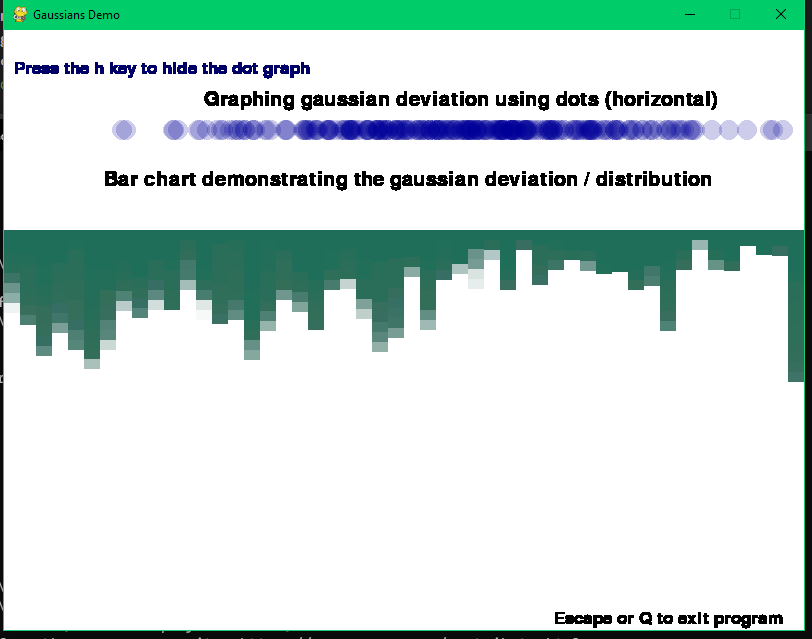 Gaussians Demo
Press the h key to hide the dot graph
Graphing gaussian deviation using dots (horizontal)
Bar chart demonstrating the gaussian deviation / distribution
Escape or Q to exit program